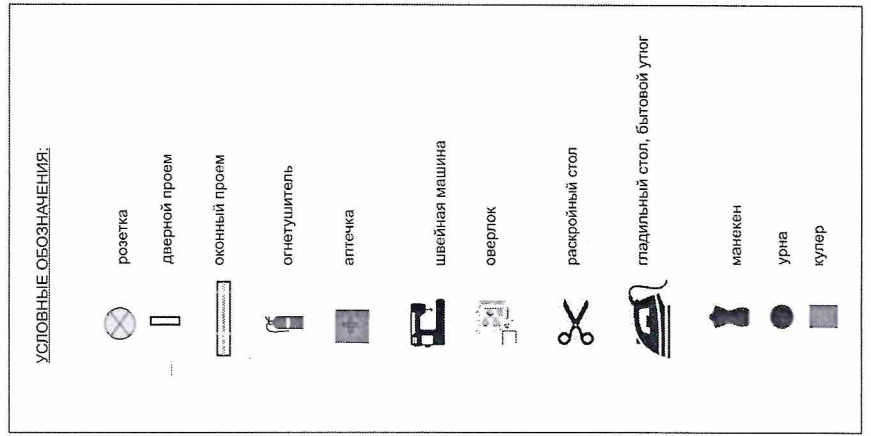 УСЛОВНЫЕ ОБОЗНАЧЕНИЯ:
розетка
дверной проем
оконный проем
огнетушитель
аптечка
швейная машина
оверлок
раскройный стол
гладильный стол, бытовой утюг
манекен
урна
кулер